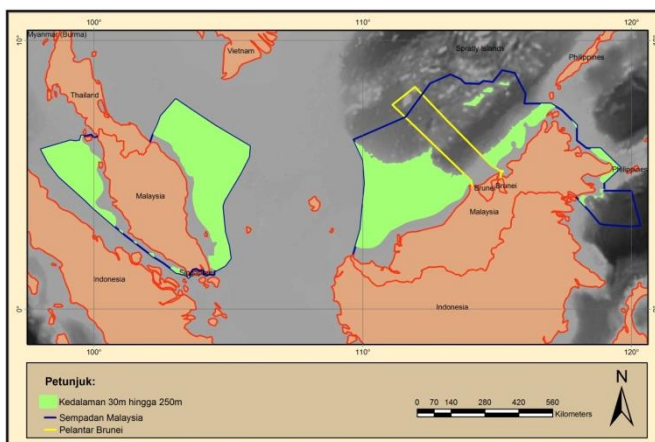 100° 110° 120°
10°
Myanmar (Burma)
Vietnam
Spratly Islands
Philippines
Thailand
Malaysia
Philippines
Brunei Brunei
Malaysia
Indonesia
Indonesia
0°
100° 110° 120°
Petunjuk:
Kedalaman 30m hingga 250m
Sempadan Malaysia
Pelantar Brunei
N
0 70 140 280 420 560
Kilometers